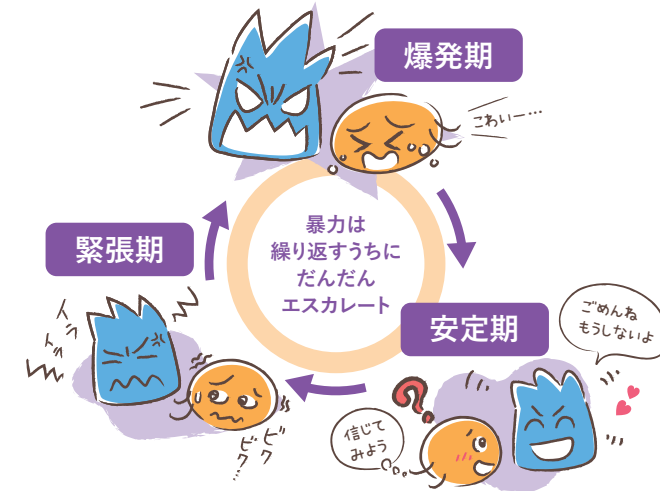 爆発期
こわいー…
暴力は
繰り返すうちに
だんだん
エスカレート
緊張期
イラ
イラ
安定期
ごめんね
もうしないよ
信じて
みよう
ビク
ビク…